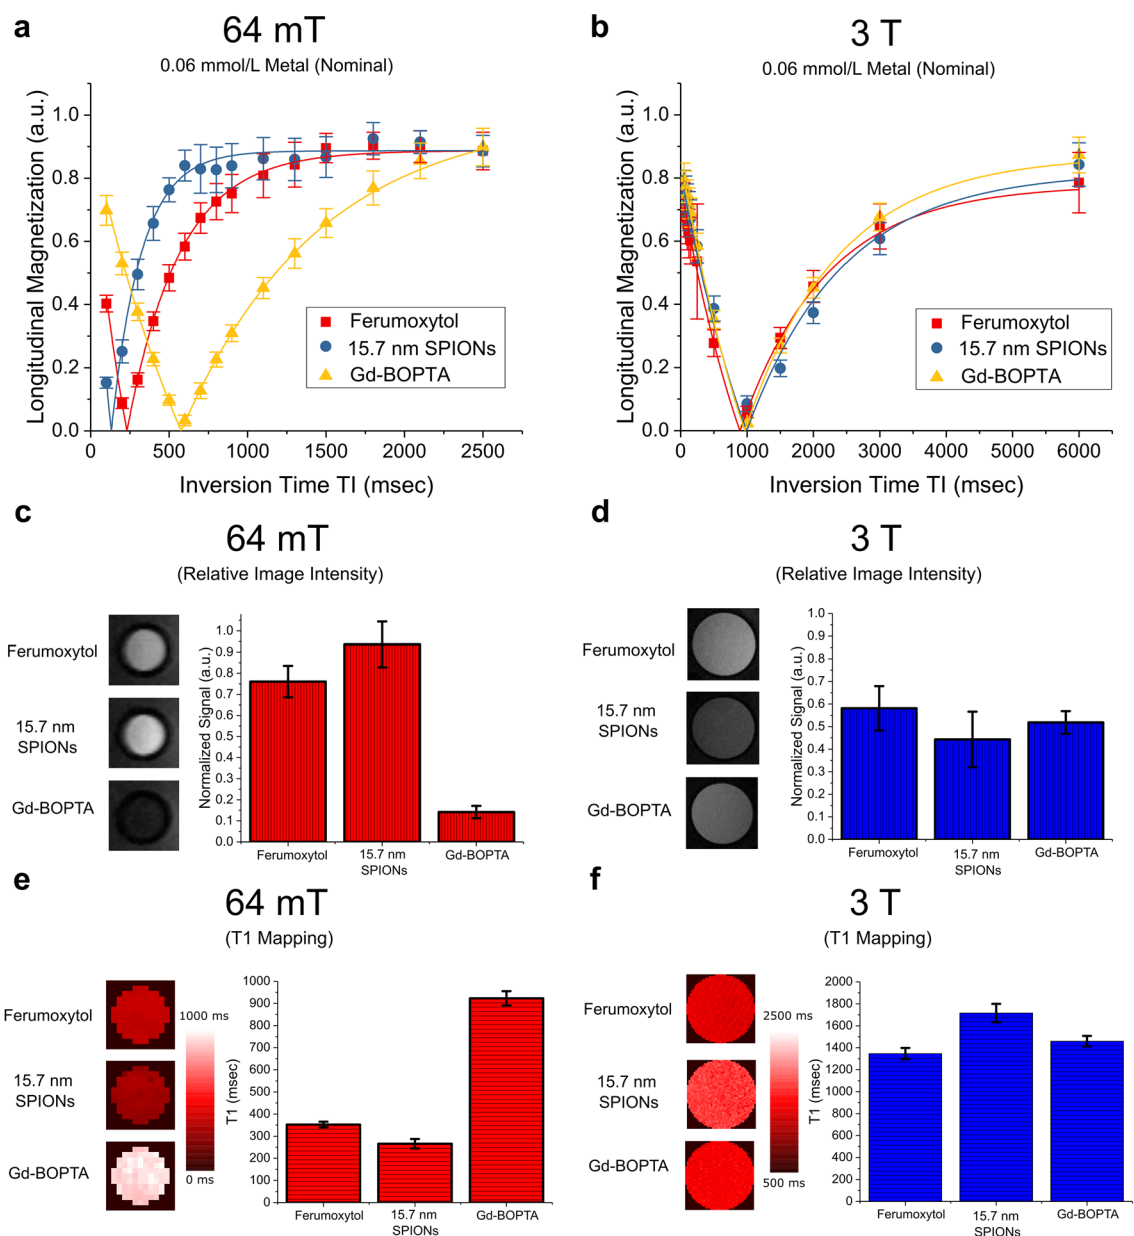 a
64 mT
0.06 mmol/L Metal (Nominal)
Longitudinal Magnetization (a.u.)
1.0
0.8
0.6
0.4
0.2
0.0
Ferumoxytol
15.7 nm SPIONs
Gd-BOPTA
0 500 1000 1500 2000 2500
Inversion Time TI (msec)
b
3 T
0.06 mmol/L Metal (Nominal)
Longitudinal Magnetization (a.u.)
1.0
0.8
0.6
0.4
0.2
0.0
Ferumoxytol
15.7 nm SPIONs
Gd-BOPTA
0 1000 2000 3000 4000 5000 6000
Inversion Time TI (msec)
c
64 mT
(Relative Image Intensity)
Ferumoxytol
15.7 nm
SPIONs
Gd-BOPTA
Normalized Signal (a.u.)
1.0
0.9
0.8
0.7
0.6
0.5
0.4
0.3
0.2
0.1
0.0
Ferumoxytol 15.7 nm Gd-BOPTA
SPIONs
d
3 T
(Relative Image Intensity)
Ferumoxytol
15.7 nm
SPIONs
Gd-BOPTA
Normalized Signal (a.u.)
1.0
0.9
0.8
0.7
0.6
0.5
0.4
0.3
0.2
0.1
0.0
Ferumoxytol 15.7 nm Gd-BOPTA
SPIONs
e
64 mT
(T1 Mapping)
Ferumoxytol
15.7 nm
SPIONs
Gd-BOPTA
1000 ms
0 ms
T1 (msec)
1000
900
800
700
600
500
400
300
200
100
0
Ferumoxytol 15.7 nm Gd-BOPTA
SPIONs
f
3 T
(T1 Mapping)
Ferumoxytol
15.7 nm
SPIONs
Gd-BOPTA
2500 ms
500 ms
T1 (msec)
2000
1800
1600
1400
1200
1000
800
600
400
200
0
Ferumoxytol 15.7 nm Gd-BOPTA
SPIONs